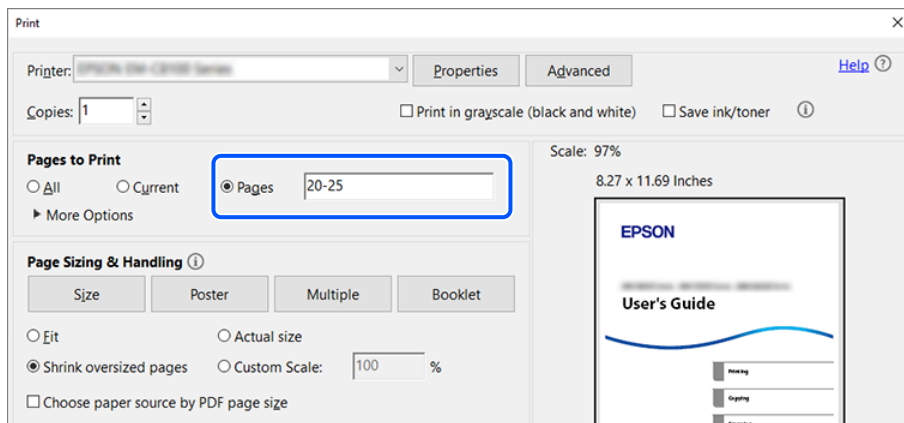 Print
Printer: Properties Advanced Help
Copies: 1 Print in grayscale (black and white) Save ink/toner
Pages to Print
All Current Pages 20-25
More Options
Scale: 97%
8.27 x 11.69 Inches
EPSON
User's Guide
Printing
Copying
Page Sizing & Handling
Size Poster Multiple Booklet
Fit Actual size
Shrink oversized pages Custom Scale: 100 %
Choose paper source by PDF page size